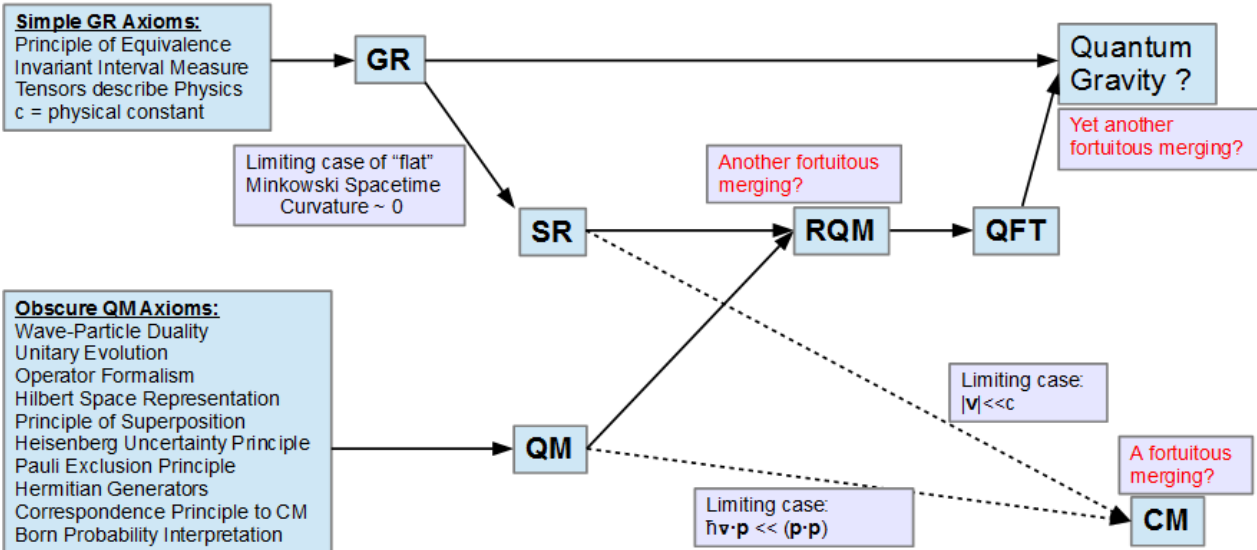 Simple GR Axioms:
Principle of Equivalence
Invariant Interval Measure
Tensors describe Physics
c = physical constant
GR
Quantum
Gravity ?
Yet another
fortuitous merging?
Limiting case of “flat”
Minkowski Spacetime
Curvature ~ 0
Another fortuitous
merging?
SR
RQM
QFT
Obscure QM Axioms:
Wave-Particle Duality
Unitary Evolution
Operator Formalism
Hilbert Space Representation
Principle of Superposition
Heisenberg Uncertainty Principle
Pauli Exclusion Principle
Hermitian Generators
Correspondence Principle to CM
Born Probability Interpretation
QM
Limiting case:
|v|<<c
A fortuitous
merging?
Limiting case:
ħ∇·p << (p·p)
CM